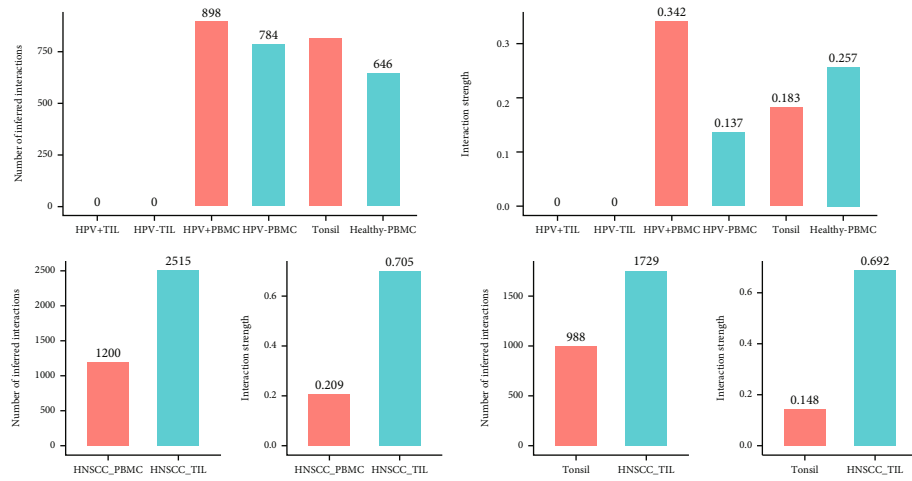 Number of inferred interactions
750
500
250
0
0
0
898
784
646
HPV+TIL
HPV-TIL
HPV+PBMC
HPV-PBMC
Tonsil
Healthy-PBMC
Interaction strength
0.3
0.2
0.1
0.0
0
0
0.342
0.137
0.183
0.257
HPV+TIL
HPV-TIL
HPV+PBMC
HPV-PBMC
Tonsil
Healthy-PBMC
Number of inferred interactions
2500
2000
1500
1000
500
0
1200
2515
HNSCC_PBMC
HNSCC_TIL
Interaction strength
0.6
0.4
0.2
0.0
0.209
0.705
HNSCC_PBMC
HNSCC_TIL
Number of inferred interactions
1500
1000
500
0
988
1729
Tonsil
HNSCC_TIL
Interaction strength
0.6
0.4
0.2
0.0
0.148
0.692
Tonsil
HNSCC_TIL